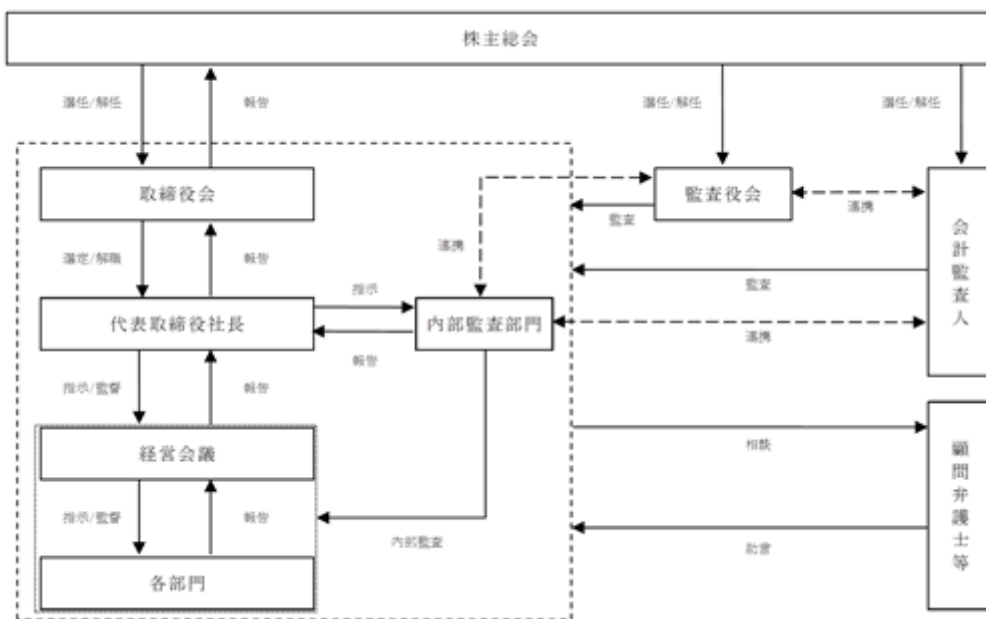 株主総会
選任/解任
報告
選任/解任
選任/解任
取締役会
監査役会
連携
監査
会計監査人
選定/解職
報告
連携
監査
指示
代表取締役社長
内部監査部門
連携
報告
指示/監督
報告
経営会議
相談
顧問弁護士等
指示/監督
報告
内部監査
助言
各部門